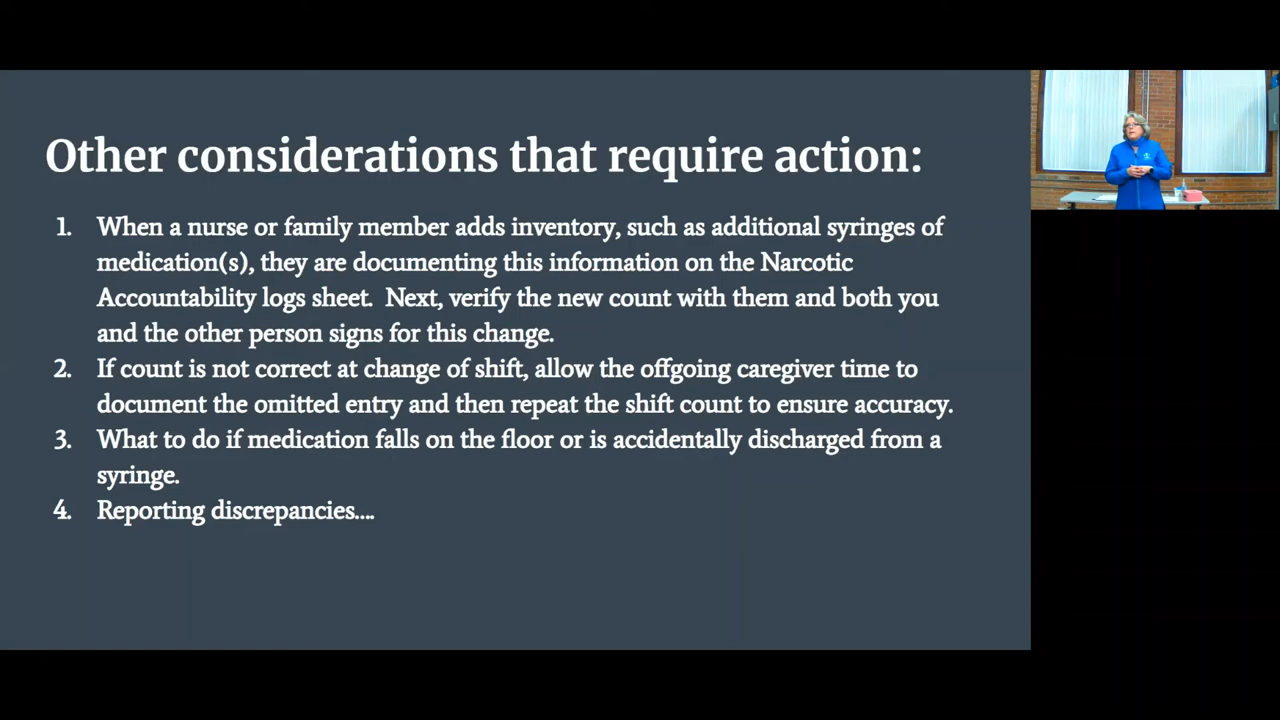 Other considerations that require action:
1. When a nurse or family member adds inventory, such as additional syringes of
medication(s), they are documenting this information on the Narcotic
Accountability logs sheet.  Next, verify the new count with them and both you
and the other person signs for this change.
2. If count is not correct at change of shift, allow the offgoing caregiver time to
document the omitted entry and then repeat the shift count to ensure accuracy.
3. What to do if medication falls on the floor or is accidentally discharged from a
syringe.
4. Reporting discrepancies....